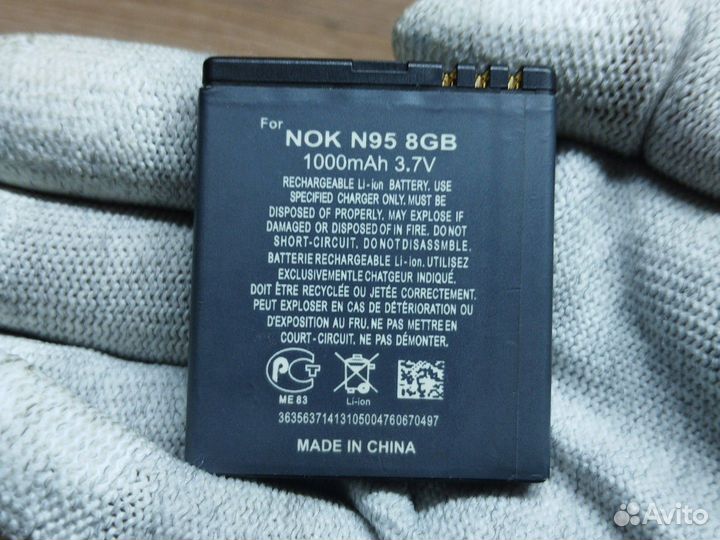 For
NOK N95 8GB
1000mAh 3.7V
RECHARGEABLE Li-ion BATTERY. USE
SPECIFIED CHARGER ONLY. MUST BE
DISPOSED OF PROPERLY. MAY EXPLOSE IF
DAMAGED OR DISPOSED OF IN FIRE. DO NOT
SHORT-CIRCUIT. DO NOT DISASSMBLE.
BATTERIE RECHARGEABLE Li-ion. UTILISEZ
EXCLUSIVEMENTLE CHATGEUR INDIQUÉ.
DOIT ÊTRE RECYCLÉE OU JETÉE CORRECTEMENT.
PEUT EXPLOSER EN CAS DE DÉTÉRIORATION OU
D'EXPOSITION AU FRU. NE PAS METTRE EN
COURT-CIRCUIT. NE PAS DÉMONTER.
PCT
ME 83
Li-ion
36356371413105004760670497
MADE IN CHINA
Avito